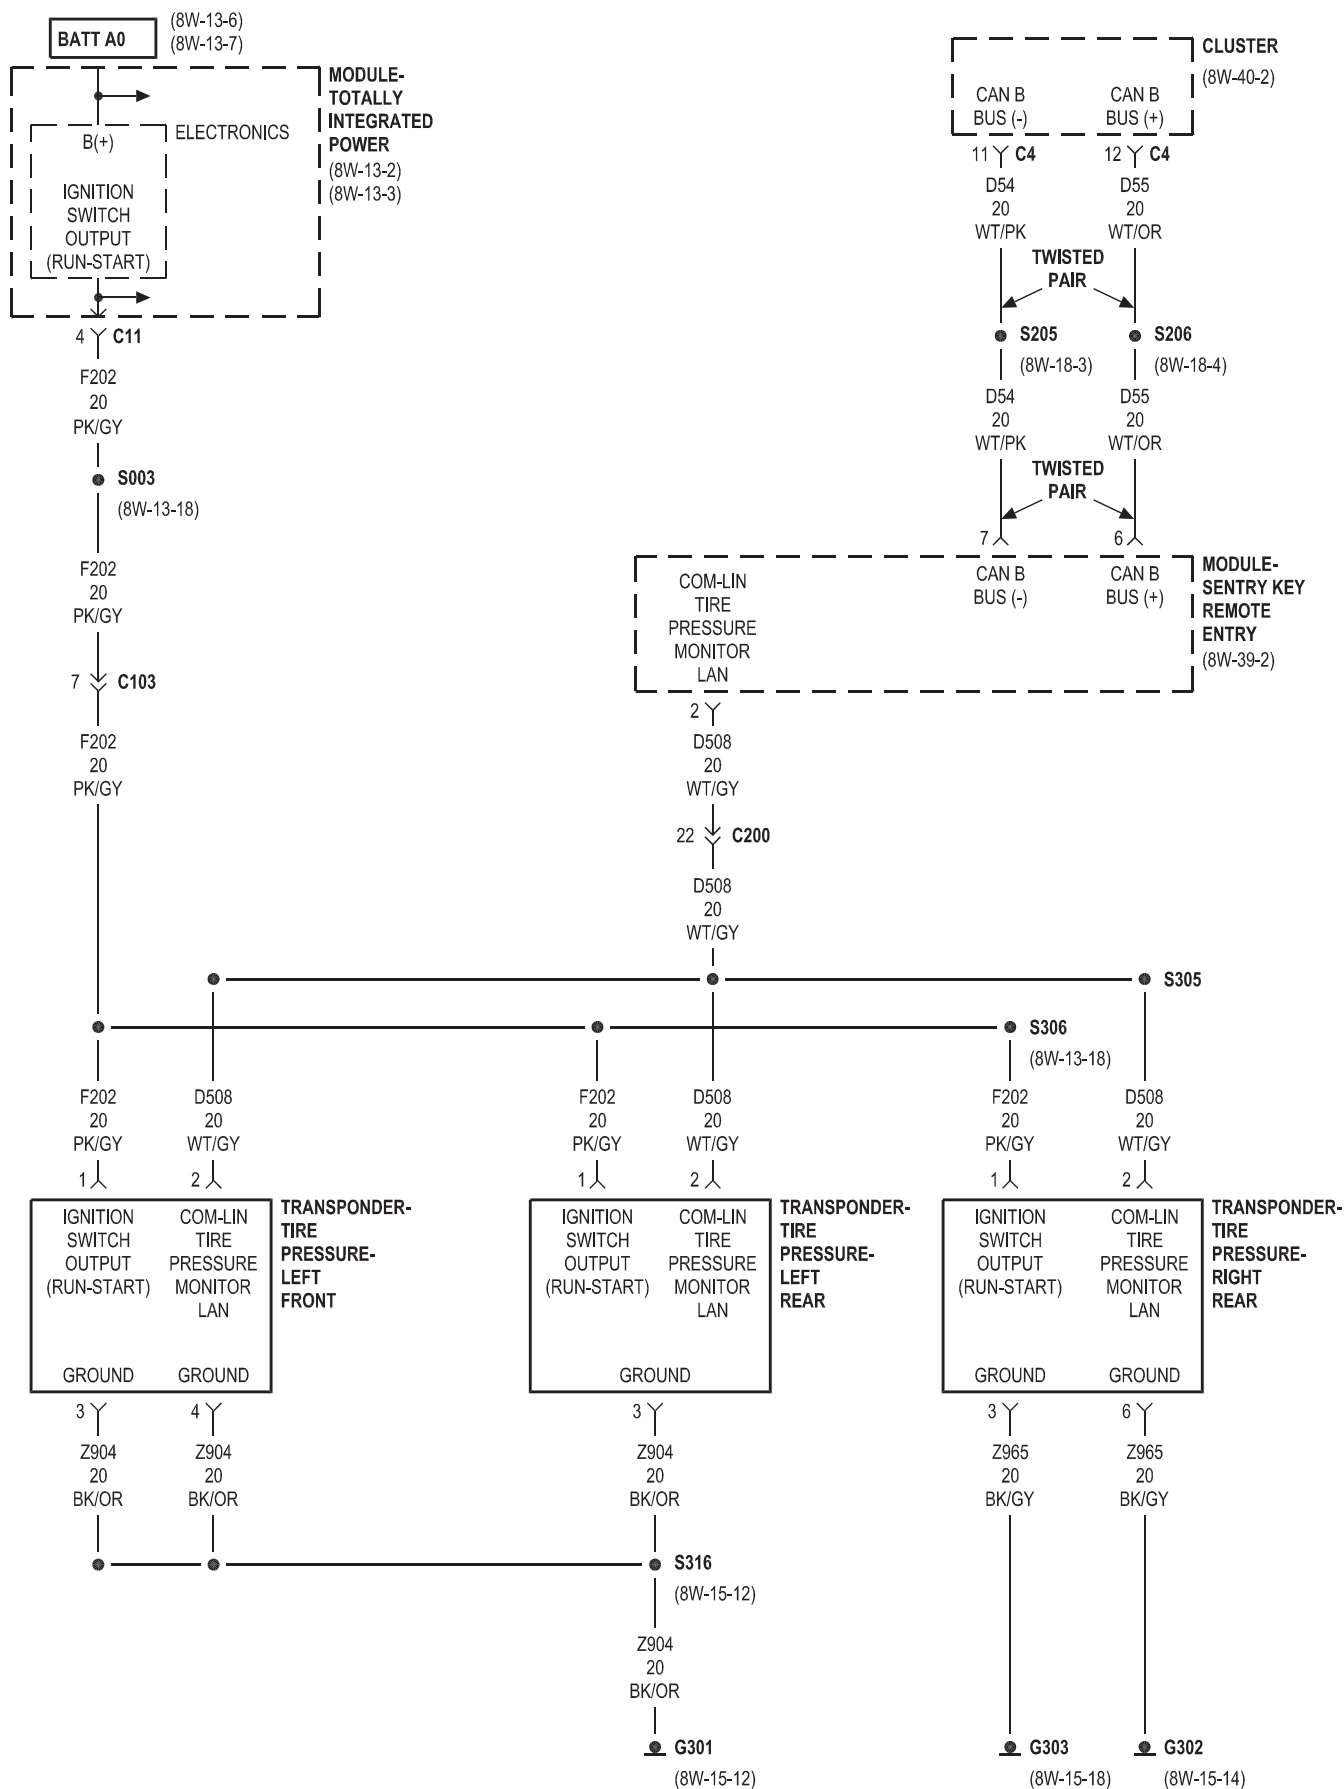 BATT A0
(8W-13-6)
(8W-13-7)
MODULE-
TOTALLY
INTEGRATED
POWER
(8W-13-2)
(8W-13-3)
ELECTRONICS
B(+)
IGNITION
SWITCH
OUTPUT
(RUN-START)
4 C11
F202
20
PK/GY
S003
(8W-13-18)
F202
20
PK/GY
7 C103
F202
20
PK/GY
CLUSTER
(8W-40-2)
CAN B
BUS (-)
CAN B
BUS (+)
11 C4
12 C4
D54
20
WT/PK
D55
20
WT/OR
TWISTED
PAIR
S205
(8W-18-3)
S206
(8W-18-4)
D54
20
WT/PK
D55
20
WT/OR
TWISTED
PAIR
7
6
COM-LIN
TIRE
PRESSURE
MONITOR
LAN
CAN B
BUS (-)
CAN B
BUS (+)
MODULE-
SENTRY KEY
REMOTE
ENTRY
(8W-39-2)
2
D508
20
WT/GY
22 C200
D508
20
WT/GY
S305
S306
(8W-13-18)
F202
20
PK/GY
1
D508
20
WT/GY
2
F202
20
PK/GY
1
D508
20
WT/GY
2
F202
20
PK/GY
1
D508
20
WT/GY
2
IGNITION
SWITCH
OUTPUT
(RUN-START)
COM-LIN
TIRE
PRESSURE
MONITOR
LAN
GROUND
GROUND
TRANSPONDER-
TIRE
PRESSURE-
LEFT
FRONT
IGNITION
SWITCH
OUTPUT
(RUN-START)
COM-LIN
TIRE
PRESSURE
MONITOR
LAN
GROUND
TRANSPONDER-
TIRE
PRESSURE-
LEFT
REAR
IGNITION
SWITCH
OUTPUT
(RUN-START)
COM-LIN
TIRE
PRESSURE
MONITOR
LAN
GROUND
GROUND
TRANSPONDER-
TIRE
PRESSURE-
RIGHT
REAR
3
Z904
20
BK/OR
4
Z904
20
BK/OR
3
Z904
20
BK/OR
3
Z965
20
BK/GY
6
Z965
20
BK/GY
S316
(8W-15-12)
Z904
20
BK/OR
G301
(8W-15-12)
G303
(8W-15-18)
G302
(8W-15-14)